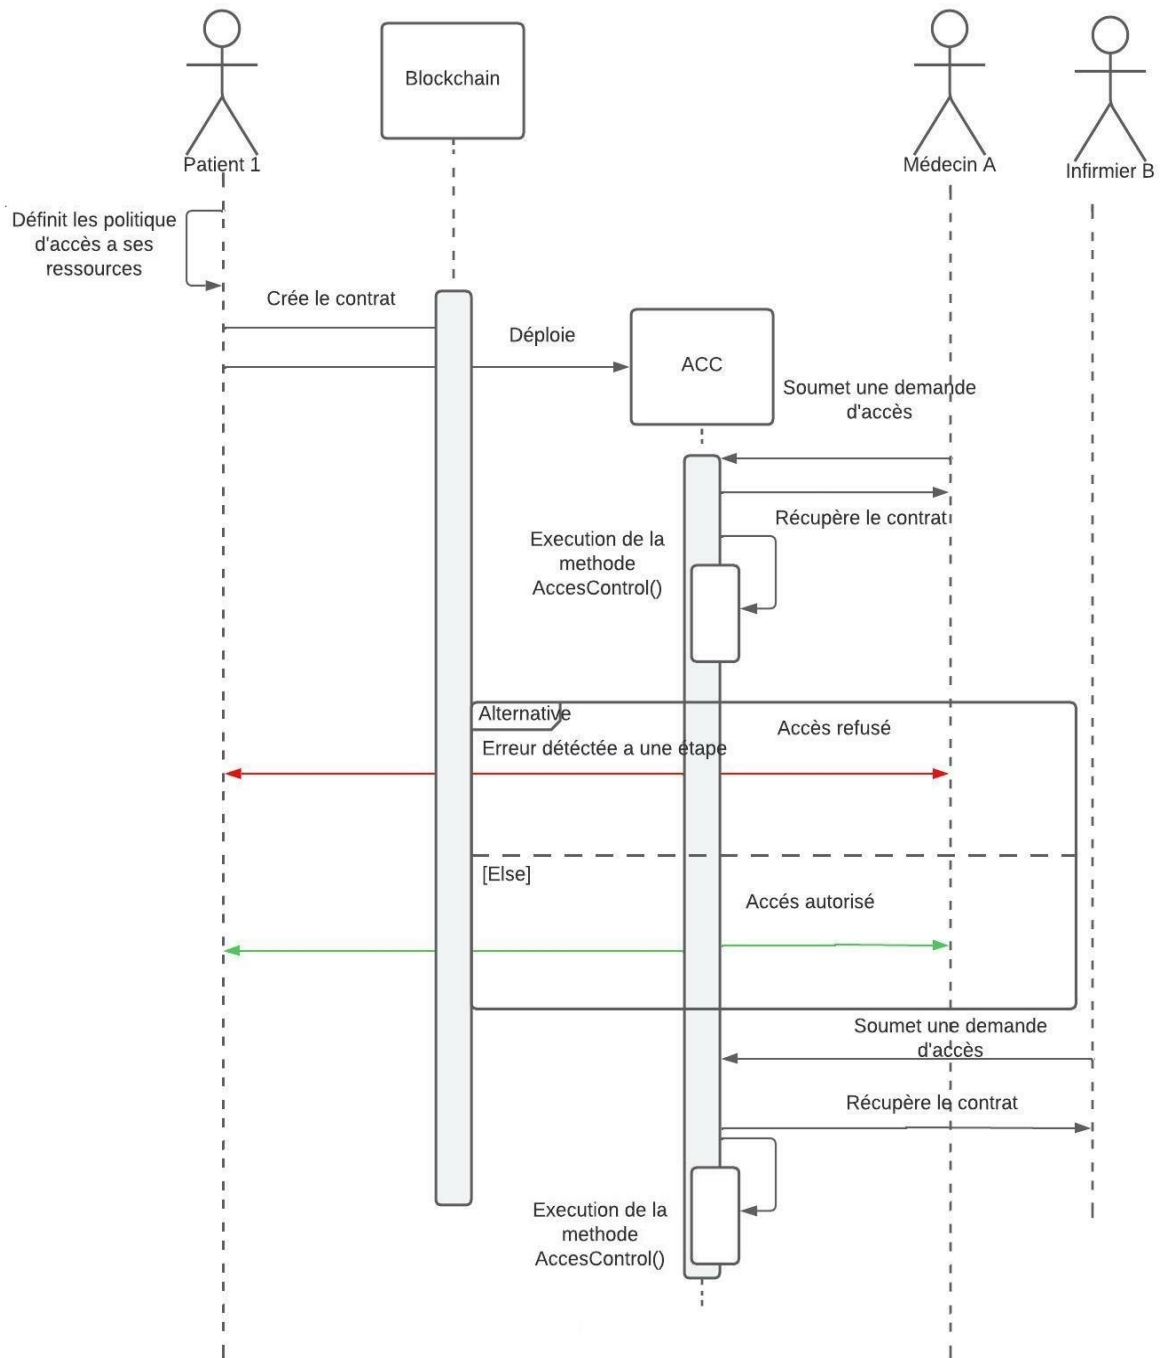 Blockchain
Patient 1
Médecin A
Infirmier B
Définit les politique
d'accès a ses
ressources
Crée le contrat
Déploie
ACC
Soumet une demande
d'accès
Récupère le contrat
Execution de la
methode
AccesControl()
Alternative
Accès refusé
Erreur détéctée a une étape
[Else]
Accés autorisé
Soumet une demande
d'accès
Récupère le contrat
Execution de la
methode
AccesControl()